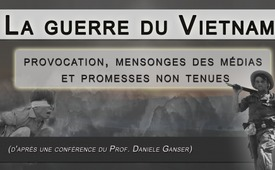 La guerre du Vietnam
provocation, mensonges des médias
et promesses non tenues
(d'après une conférence du Prof. Daniele Ganser)